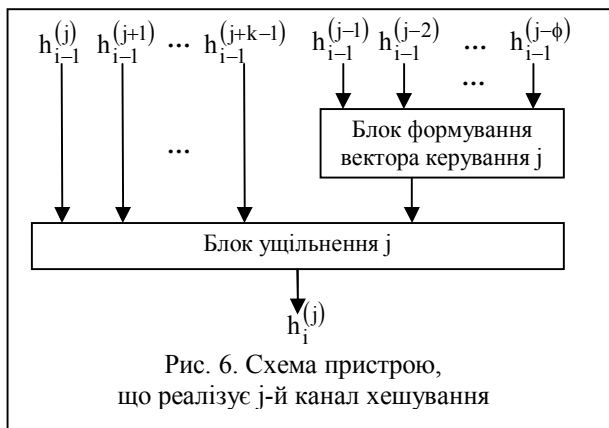 h_{i-1}^{(j)} h_{i-1}^{(j+1)} ... h_{i-1}^{(j+k-1)} h_{i-1}^{(j-1)} h_{i-1}^{(j-2)} ... h_{i-1}^{(j-ϕ)}
...
Блок формування
вектора керування j
...
Блок ущільнення j
h_i^{(j)}
Рис. 6. Схема пристрою,
що реалізує j-й канал хешування